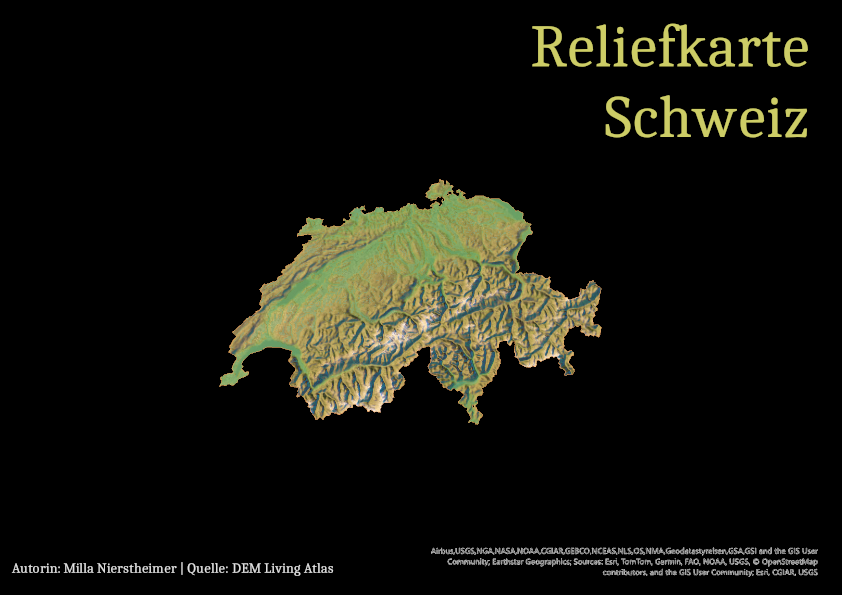 Reliefkarte
Schweiz
Autorin: Milla Nierstheimer | Quelle: DEM Living Atlas
Airbus,USGS,NGA,NASA,NOAA,CGIAR,GEBCO,NCEAS,NLS,OS,NMA,Geodatastyrelsen,GSA,GSI and the GIS User
Community; Earthstar Geographics; Sources: Esri, TomTom, Garmin, FAO, NOAA, USGS, © OpenStreetMap
contributors, and the GIS User Community; Esri, CGIAR, USGS